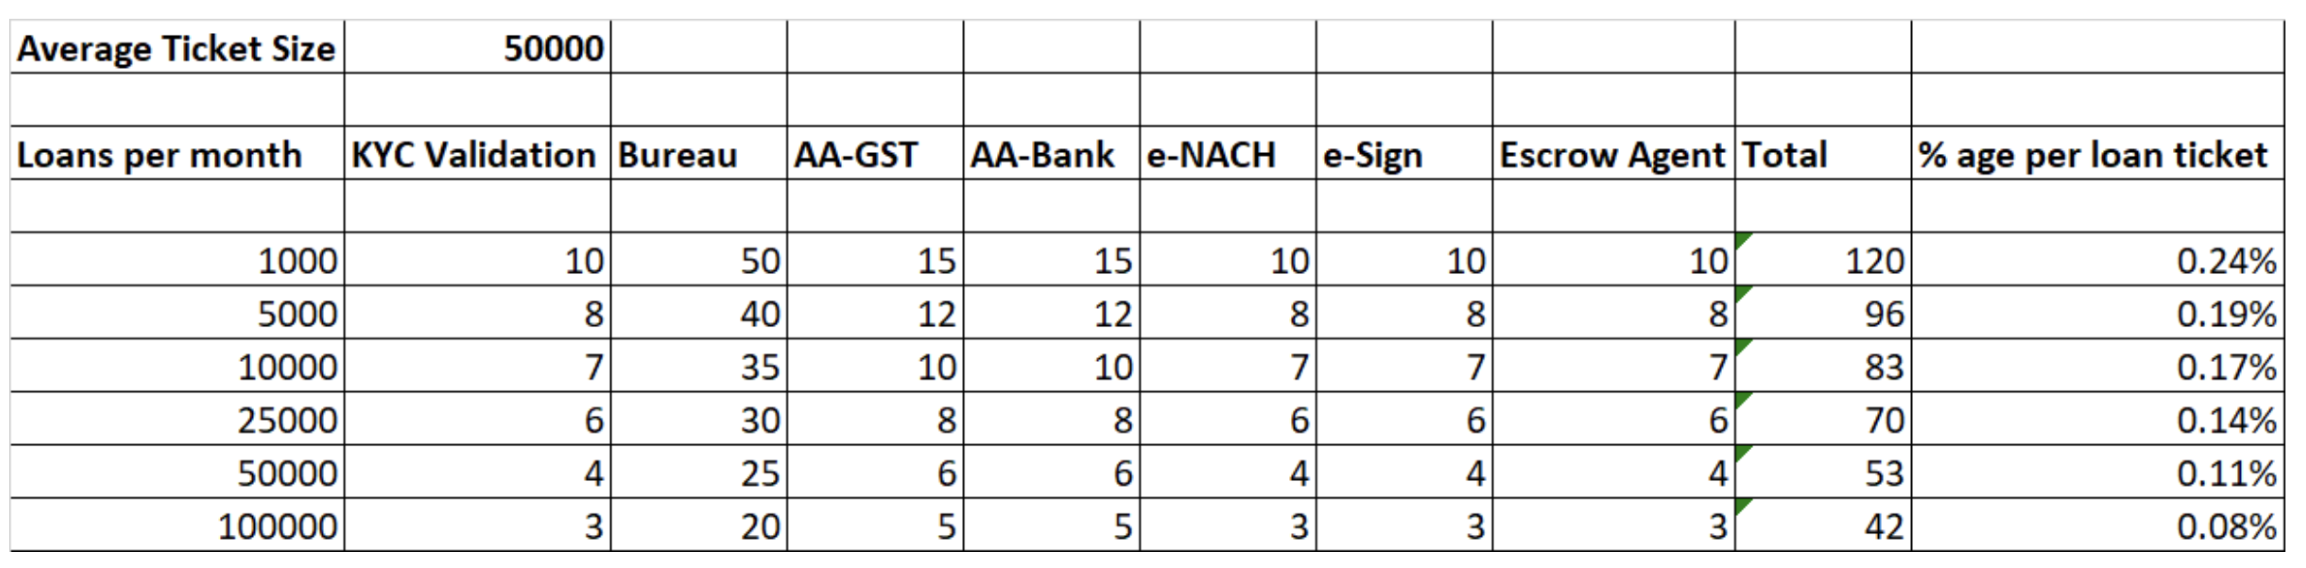 Average Ticket Size 50000
Loans per month KYC Validation Bureau AA-GST AA-Bank e-NACH e-Sign Escrow Agent Total % age per loan ticket
1000 10 50 15 15 10 10 10 120 0.24%
5000 8 40 12 12 8 8 8 96 0.19%
10000 7 35 10 10 7 7 7 83 0.17%
25000 6 30 8 8 6 6 6 70 0.14%
50000 4 25 6 6 4 4 4 53 0.11%
100000 3 20 5 5 3 3 3 42 0.08%